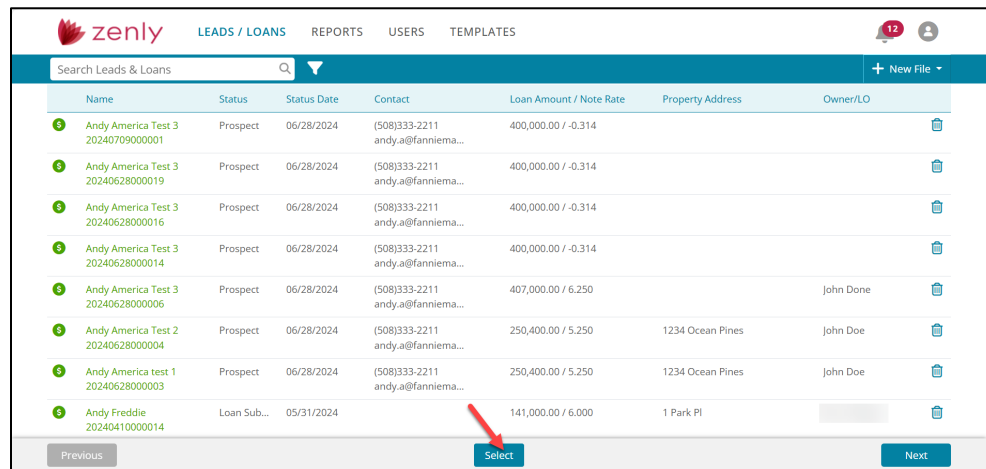 zenly LEADS / LOANS REPORTS USERS TEMPLATES 12
Search Leads & Loans + New File
Name Status Status Date Contact Loan Amount / Note Rate Property Address Owner/LO
$ Andy America Test 3 Prospect 06/28/2024 (508)333-2211 400,000.00 / -0.314
20240709000001 andy.a@fanniema...
$ Andy America Test 3 Prospect 06/28/2024 (508)333-2211 400,000.00 / -0.314
20240628000019 andy.a@fanniema...
$ Andy America Test 3 Prospect 06/28/2024 (508)333-2211 400,000.00 / -0.314
20240628000016 andy.a@fanniema...
$ Andy America Test 3 Prospect 06/28/2024 (508)333-2211 400,000.00 / -0.314
20240628000014 andy.a@fanniema...
$ Andy America Test 3 Prospect 06/28/2024 (508)333-2211 407,000.00 / 6.250 John Done
20240628000006 andy.a@fanniema...
$ Andy America Test 2 Prospect 06/28/2024 (508)333-2211 250,400.00 / 5.250 1234 Ocean Pines John Doe
20240628000004 andy.a@fanniema...
$ Andy America test 1 Prospect 06/28/2024 (508)333-2211 250,400.00 / 5.250 1234 Ocean Pines John Doe
20240628000003 andy.a@fanniema...
$ Andy Freddie Loan Sub... 05/31/2024 141,000.00 / 6.000 1 Park Pl
20240410000014
Previous Select Next